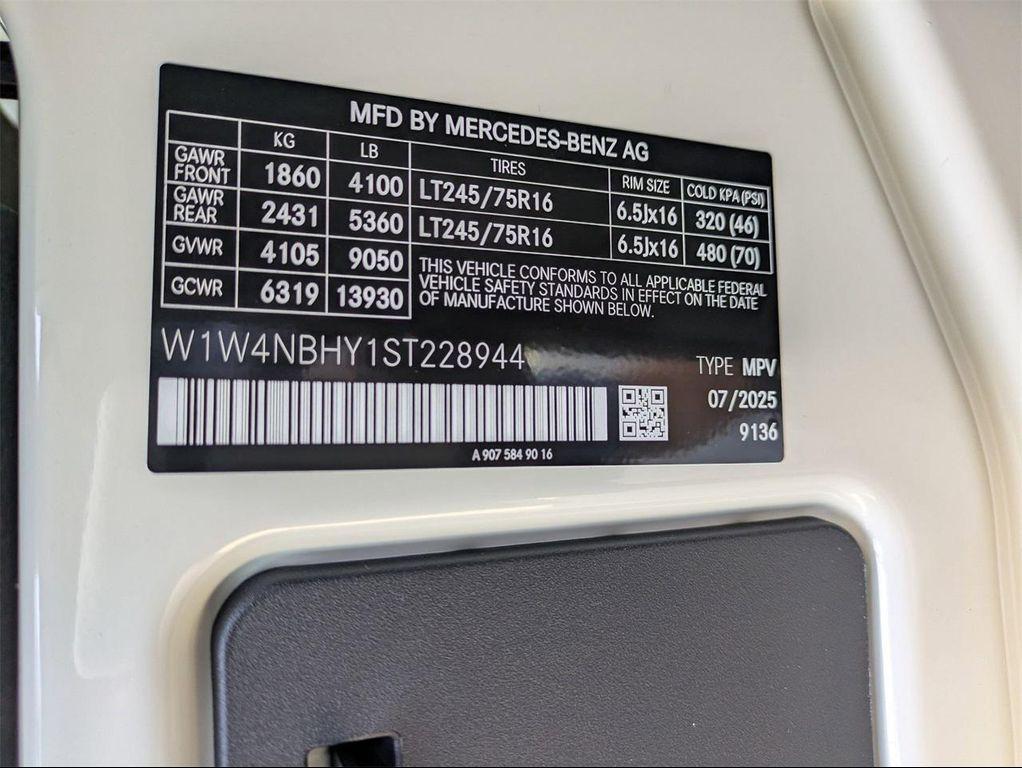 MFD BY MERCEDES-BENZ AG
KG LB TIRES RIM SIZE COLD KPA (PSI)
GAWR FRONT 1860 4100 LT245/75R16 6.5Jx16 320 (46)
GAWR REAR 2431 5360 LT245/75R16 6.5Jx16 480 (70)
GVWR 4105 9050
GCWR 6319 13930
THIS VEHICLE CONFORMS TO ALL APPLICABLE FEDERAL
VEHICLE SAFETY STANDARDS IN EFFECT ON THE DATE
OF MANUFACTURE SHOWN BELOW.
W1W4NBHY1ST228944
TYPE MPV
07/2025
9136
A 907 584 90 16